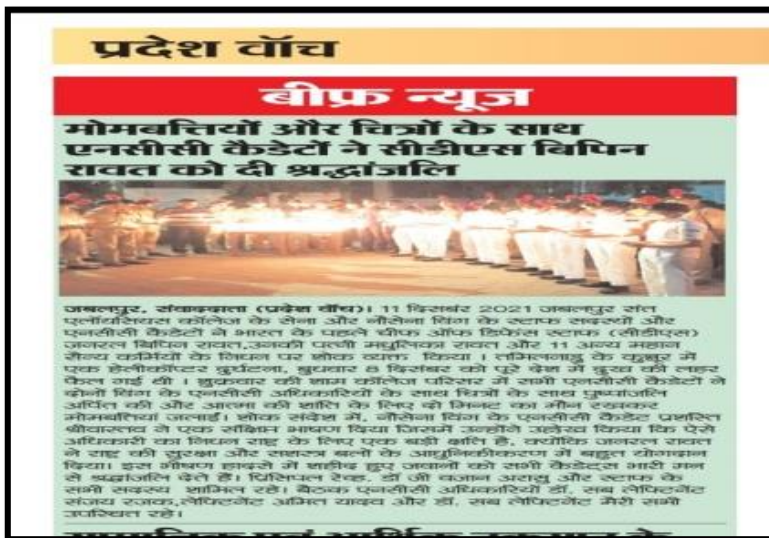 प्रदेश वॉच
बीफ्र न्यूज
मोमबत्तियों और चित्रों के साथ
एनसीसी कैडेटों ने सीडीएस बिपिन
रावत को दी श्रद्धांजलि
जबलपुर, संवाददाता (प्रदेश वॉच)। 11 दिसंबर 2021 जबलपुर संत
एलॉयसियस कॉलेज के सेना और नौसेना विंग के स्टाफ सदस्यों और
एनसीसी कैडेटों ने भारत के पहले चीफ ऑफ डिफेंस स्टाफ (सीडीएस)
जनरल बिपिन रावत,उनकी पत्नी मधुलिका रावत और 11 अन्य महान
सैन्य कर्मियों के निधन पर शोक व्यक्त किया । तमिलनाडु के कुन्नूर में
एक हेलीकॉप्टर दुर्घटना, बुधवार 8 दिसंबर को पूरे देश में दुख की लहर
फैल गई थी । शुक्रवार की शाम कॉलेज परिसर में सभी एनसीसी कैडेटों ने
दोनों विंग के एनसीसी अधिकारियों के साथ चित्रों के साथ पुष्पांजलि
अर्पित की और आत्मा की शांति के लिए दो मिनट का मौन रखकर
मोमबत्तियां जलाईं। शोक संदेश में, नौसेना विंग के एनसीसी कैडेट प्रशस्ति
श्रीवास्तव ने एक संक्षिप्त भाषण दिया जिसमें उन्होंने उल्लेख किया कि ऐसे
अधिकारी का निधन राष्ट्र के लिए एक बड़ी क्षति है, क्योंकि जनरल रावत
ने राष्ट्र की सुरक्षा और सशस्त्र बलों के आधुनिकीकरण में बहुत योगदान
दिया। इस भीषण हादसे में शहीद हुए जवानों को सभी कैडेट्स भारी मन
से श्रद्धांजलि देते हैं। प्रिंसिपल रेव्ह. डॉ जी वजान अरासु और स्टाफ के
सभी सदस्य शामिल रहे। बैठक एनसीसी अधिकारियों डॉ. सब लेफ्टिनेंट
संजय रजक,लेफ्टिनेंट अमित यादव और डॉ. सब लेफ्टिनेंट मैरी सभी
उपस्थित रहे।